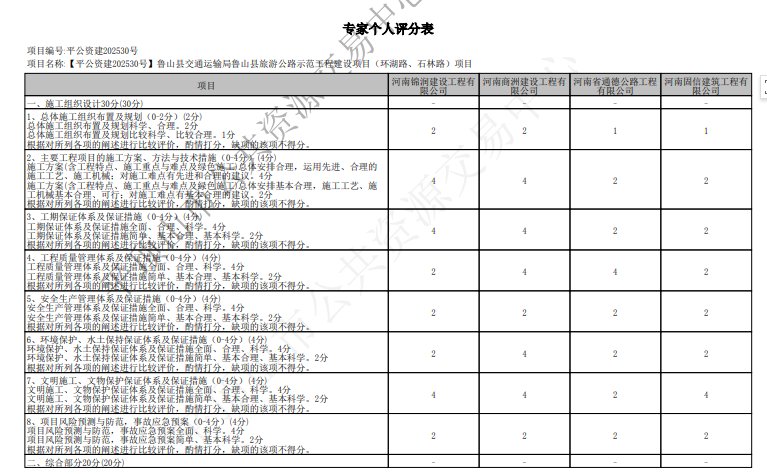 专家个人评分表
项目编号:平公资建202530号
项目名称:【平公资建202530号】鲁山县交通运输局鲁山县旅游公路示范工程建设项目（环湖路、石林路）项目
项目 河南锦润建设工程有限公司 河南商洲建设工程有限公司 河南省通德公路工程有限公司 河南固信建筑工程有限公司
一、施工组织设计30分(30分) - - - -
1、总体施工组织布置及规划（0-2分）(2分)
总体施工组织布置及规划科学、合理。2分
总体施工组织布置及规划比较科学、比较合理。1分
根据对所列各项的阐述进行比较评价，酌情打分，缺项的该项不得分。
2 2 1 1
2、主要工程项目的施工方案、方法与技术措施（0-4分）(4分)
施工方案(含工程特点、施工重点与难点及绿色施工)总体安排合理，运用先进、合理的
施工工艺、施工机械；对施工难点有先进和合理的建议。4分
施工方案(含工程特点、施工重点与难点及绿色施工)总体安排基本合理，施工工艺、施
工机械基本合理、可行；对施工难点有基本合理的建议。2分
根据对所列各项的阐述进行比较评价，酌情打分，缺项的该项不得分。
4 4 2 2
3、工期保证体系及保证措施（0-4分）(4分)
工期保证体系及保证措施全面、合理、科学。4分
工期保证体系及保证措施简单、基本合理、基本科学。2分
根据对所列各项的阐述进行比较评价，酌情打分，缺项的该项不得分。
4 4 2 2
4、工程质量管理体系及保证措施（0-4分）(4分)
工程质量管理体系及保证措施全面、合理、科学。4分
工程质量管理体系及保证措施简单、基本合理、基本科学。2分
根据对所列各项的阐述进行比较评价，酌情打分，缺项的该项不得分。
2 4 4 2
5、安全生产管理体系及保证措施（0-4分）(4分)
安全生产管理体系及保证措施全面、合理、科学。4分
安全生产管理体系及保证措施简单、基本合理、基本科学。2分
根据对所列各项的阐述进行比较评价，酌情打分，缺项的该项不得分。
2 2 2 2
6、环境保护、水土保持保证体系及保证措施（0-4分）(4分)
环境保护、水土保持保证体系及保证措施全面、合理、科学。4分
环境保护、水土保持保证体系及保证措施简单、基本合理、基本科学。2分
根据对所列各项的阐述进行比较评价，酌情打分，缺项的该项不得分。
2 4 2 2
7、文明施工、文物保护保证体系及保证措施（0-4分）(4分)
文明施工、文物保护保证体系及保证措施全面、合理、科学。4分
文明施工、文物保护保证体系及保证措施简单、基本合理、基本科学。2分
根据对所列各项的阐述进行比较评价，酌情打分，缺项的该项不得分。
4 4 2 4
8、项目风险预测与防范，事故应急预案（0-4分）(4分)
项目风险预测与防范，事故应急预案全面、科学。4分
项目风险预测与防范，事故应急预案简单、基本科学。2分
根据对所列各项的阐述进行比较评价，酌情打分，缺项的该项不得分。
2 2 2 2
二、综合部分20分(20分) - - - -
共资源交易中心
市公共资源交易中心